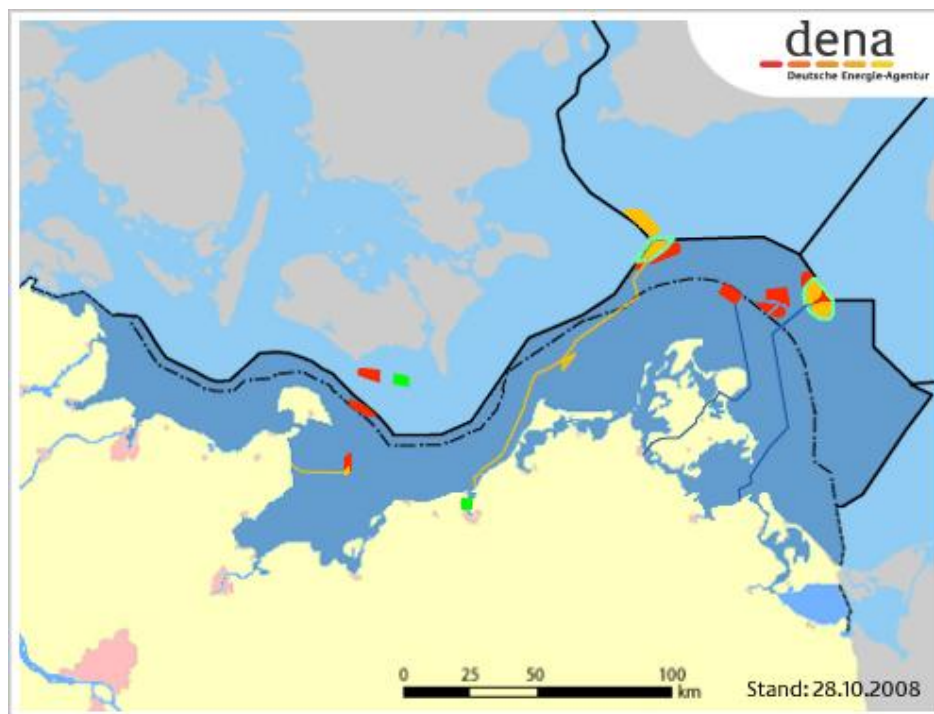 dena
Deutsche Energie-Agentur
0 25 50 100
km
Stand: 28.10.2008